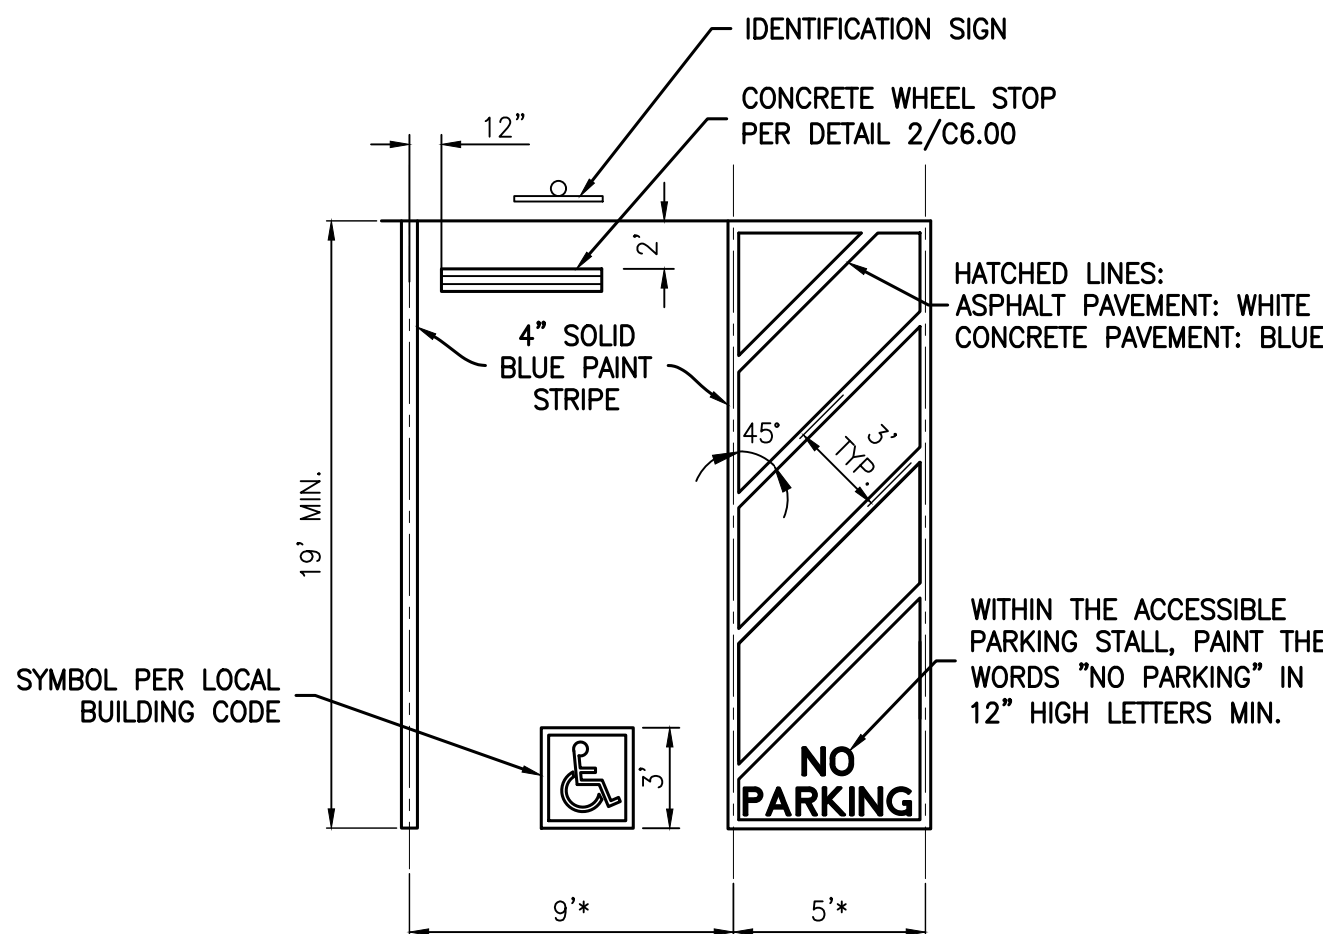 IDENTIFICATION SIGN
CONCRETE WHEEL STOP
PER DETAIL 2/C6.00
12"
2'
HATCHED LINES:
ASPHALT PAVEMENT: WHITE
CONCRETE PAVEMENT: BLUE
4" SOLID
BLUE PAINT
STRIPE
45°
3'
TYP.
19' MIN.
WITHIN THE ACCESSIBLE
PARKING STALL, PAINT THE
WORDS "NO PARKING" IN
12" HIGH LETTERS MIN.
SYMBOL PER LOCAL
BUILDING CODE
3'
NO
PARKING
9'*
5'*